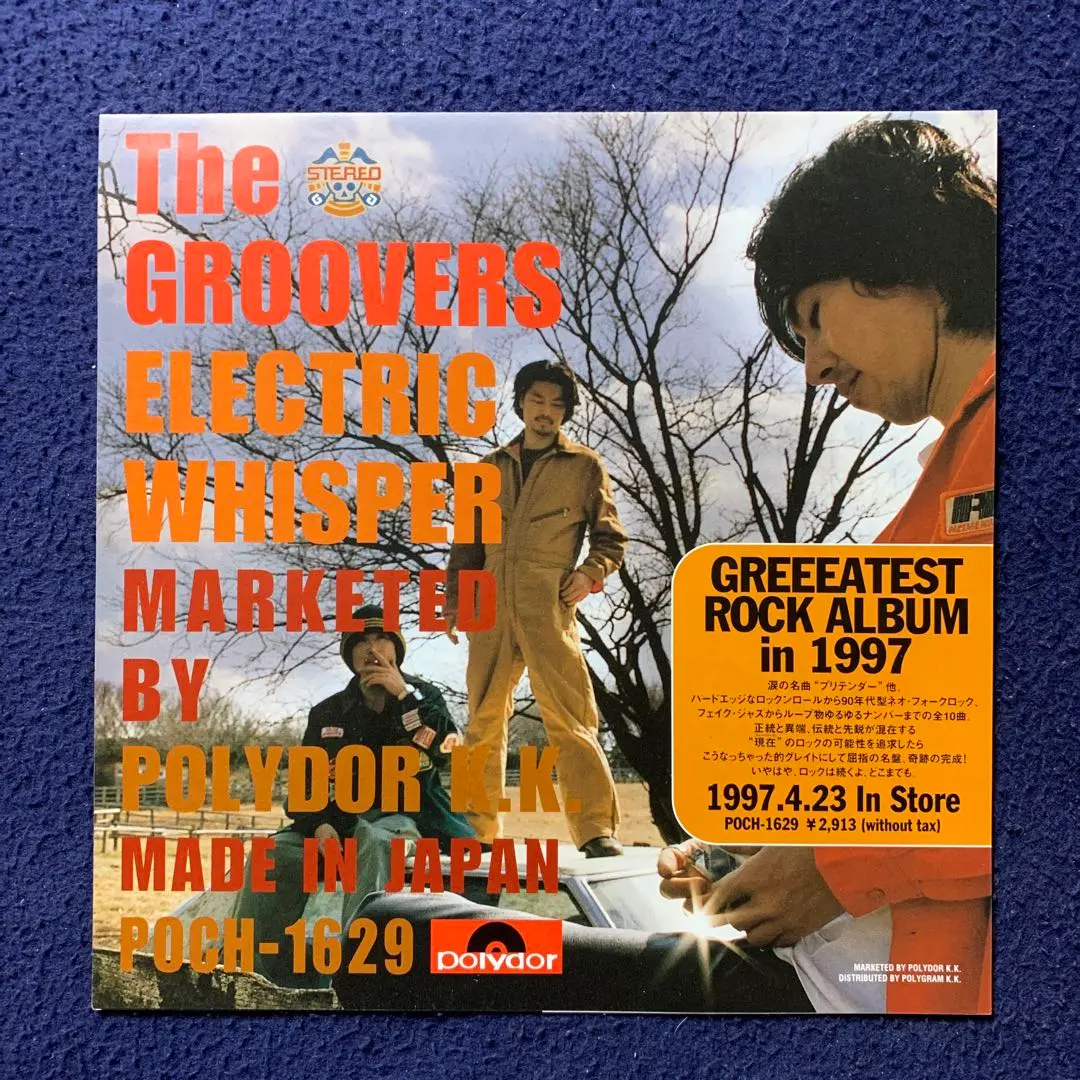 The
STEREO
GROOVERS
ELECTRIC
WHISPER
MARKETED
BY
POLYDOR K.K.
MADE IN JAPAN
POCH-1629
polydor
GREEEATEST
ROCK ALBUM
in 1997
涙の名曲“プリテンダー”他、
ハードエッジなロックンロールから90年代型ネオ・フォークロック、
フェイク・ジャズからループ物ゆるゆるナンバーまでの全10曲。
正統と異端、伝統と先鋭が混在する
“現在”のロックの可能性を追求したら
こうなっちゃった的グレイトにして屈指の名盤、奇跡の完成!
いやはや、ロックは続くよ、どこまでも。
1997.4.23 In Store
POCH-1629 ¥2,913 (without tax)
MARKETED BY POLYDOR K.K.
DISTRIBUTED BY POLYGRAM K.K.